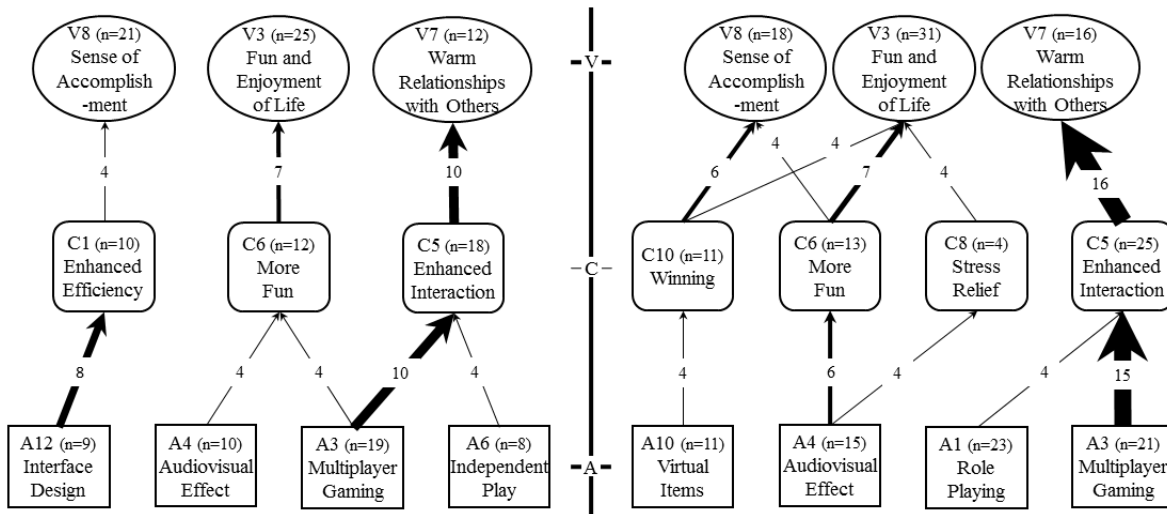 V8 (n=21)
Sense of
Accomplish
-ment
V3 (n=25)
Fun and
Enjoyment
of Life
V7 (n=12)
Warm
Relationships
with Others
V
V8 (n=18)
Sense of
Accomplish
-ment
V3 (n=31)
Fun and
Enjoyment
of Life
V7 (n=16)
Warm
Relationships
with Others
4
7
10
6
4
7
4
4
16
C1 (n=10)
Enhanced
Efficiency
C6 (n=12)
More
Fun
C5 (n=18)
Enhanced
Interaction
C
C10 (n=11)
Winning
C6 (n=13)
More
Fun
C8 (n=4)
Stress
Relief
C5 (n=25)
Enhanced
Interaction
8
4
4
10
4
4
6
4
4
15
A12 (n=9)
Interface
Design
A4 (n=10)
Audiovisual
Effect
A3 (n=19)
Multiplayer
Gaming
A6 (n=8)
Independent
Play
A
A10 (n=11)
Virtual
Items
A4 (n=15)
Audiovisual
Effect
A1 (n=23)
Role
Playing
A3 (n=21)
Multiplayer
Gaming